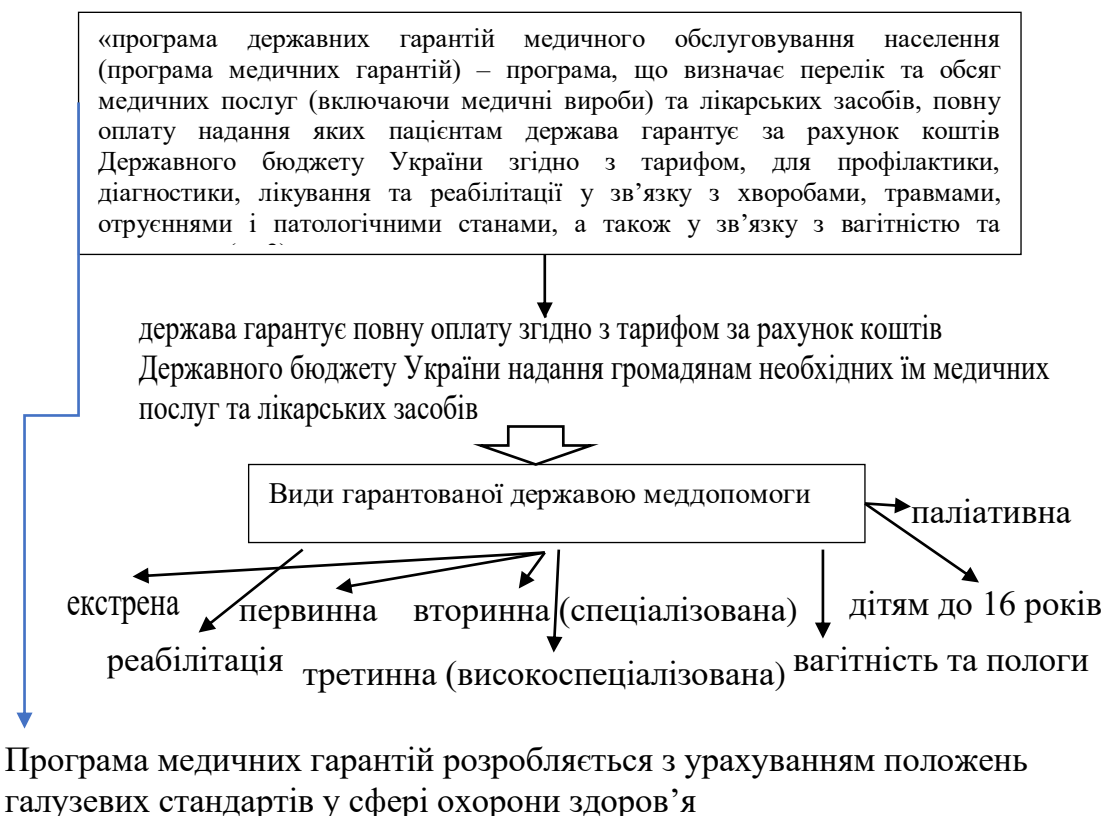 «програма державних гарантій медичного обслуговування населення
(програма медичних гарантій) – програма, що визначає перелік та обсяг
медичних послуг (включаючи медичні вироби) та лікарських засобів, повну
оплату надання яких пацієнтам держава гарантує за рахунок коштів
Державного бюджету України згідно з тарифом, для профілактики,
діагностики, лікування та реабілітації у зв’язку з хворобами, травмами,
отруєннями і патологічними станами, а також у зв’язку з вагітністю та
держава гарантує повну оплату згідно з тарифом за рахунок коштів
Державного бюджету України надання громадянам необхідних їм медичних
послуг та лікарських засобів
Види гарантованої державою меддопомоги
паліативна
екстрена
первинна
вторинна (спеціалізована)
дітям до 16 років
реабілітація
третинна (високоспеціалізована)
вагітність та пологи
Програма медичних гарантій розробляється з урахуванням положень
галузевих стандартів у сфері охорони здоров’я